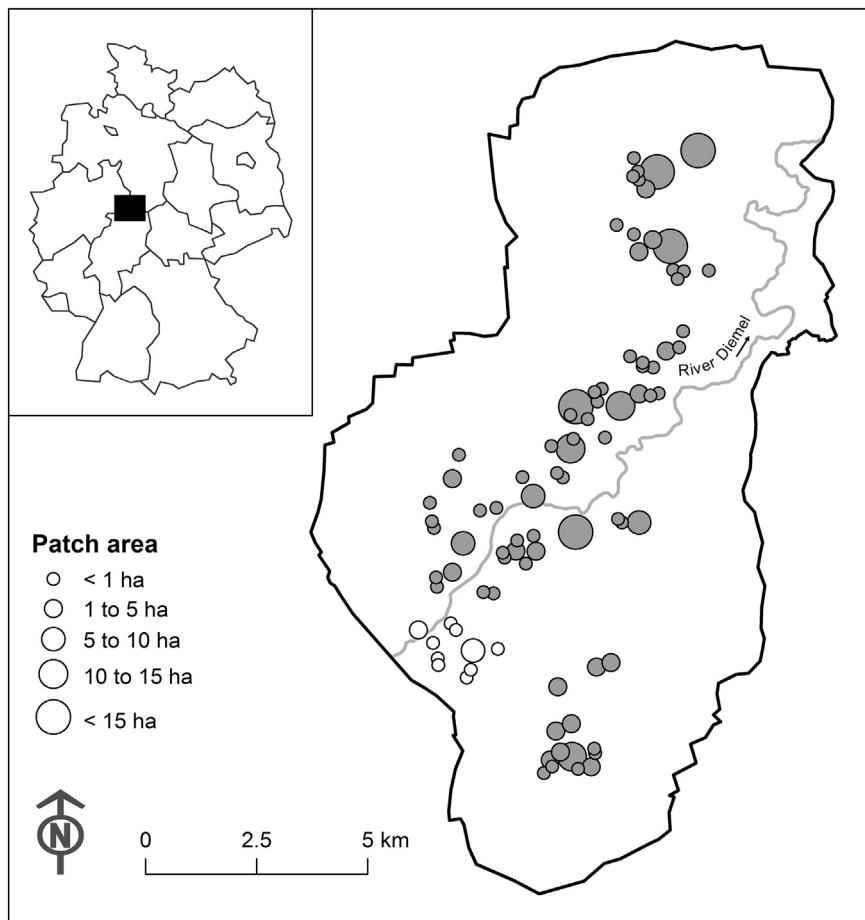 River Diemel
Patch area
< 1 ha
1 to 5 ha
5 to 10 ha
10 to 15 ha
< 15 ha
N
0 2.5 5 km